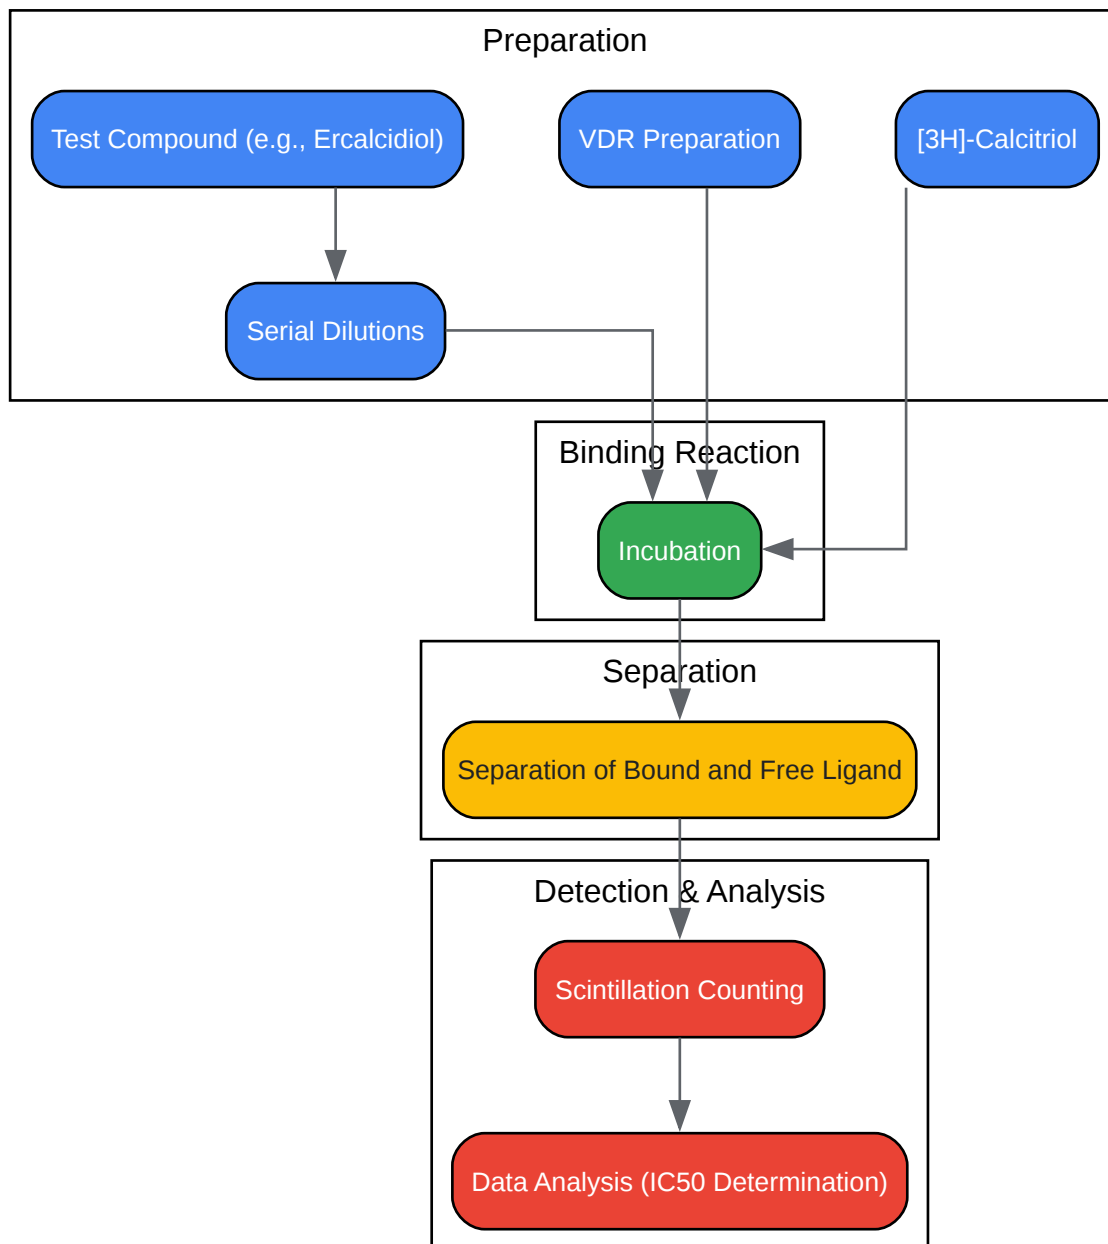 Preparation
Test Compound (e.g., Ercalcidiol)
VDR Preparation
[3H]-Calcitriol
Serial Dilutions
Binding Reaction
Incubation
Separation
Separation of Bound and Free Ligand
Detection & Analysis
Scintillation Counting
Data Analysis (IC50 Determination)